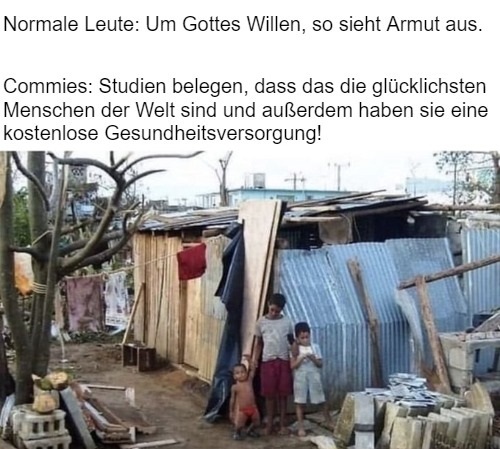 Normale Leute: Um Gottes Willen, so sieht Armut aus.
Commies: Studien belegen, dass das die glücklichsten
Menschen der Welt sind und außerdem haben sie eine
kostenlose Gesundheitsversorgung!